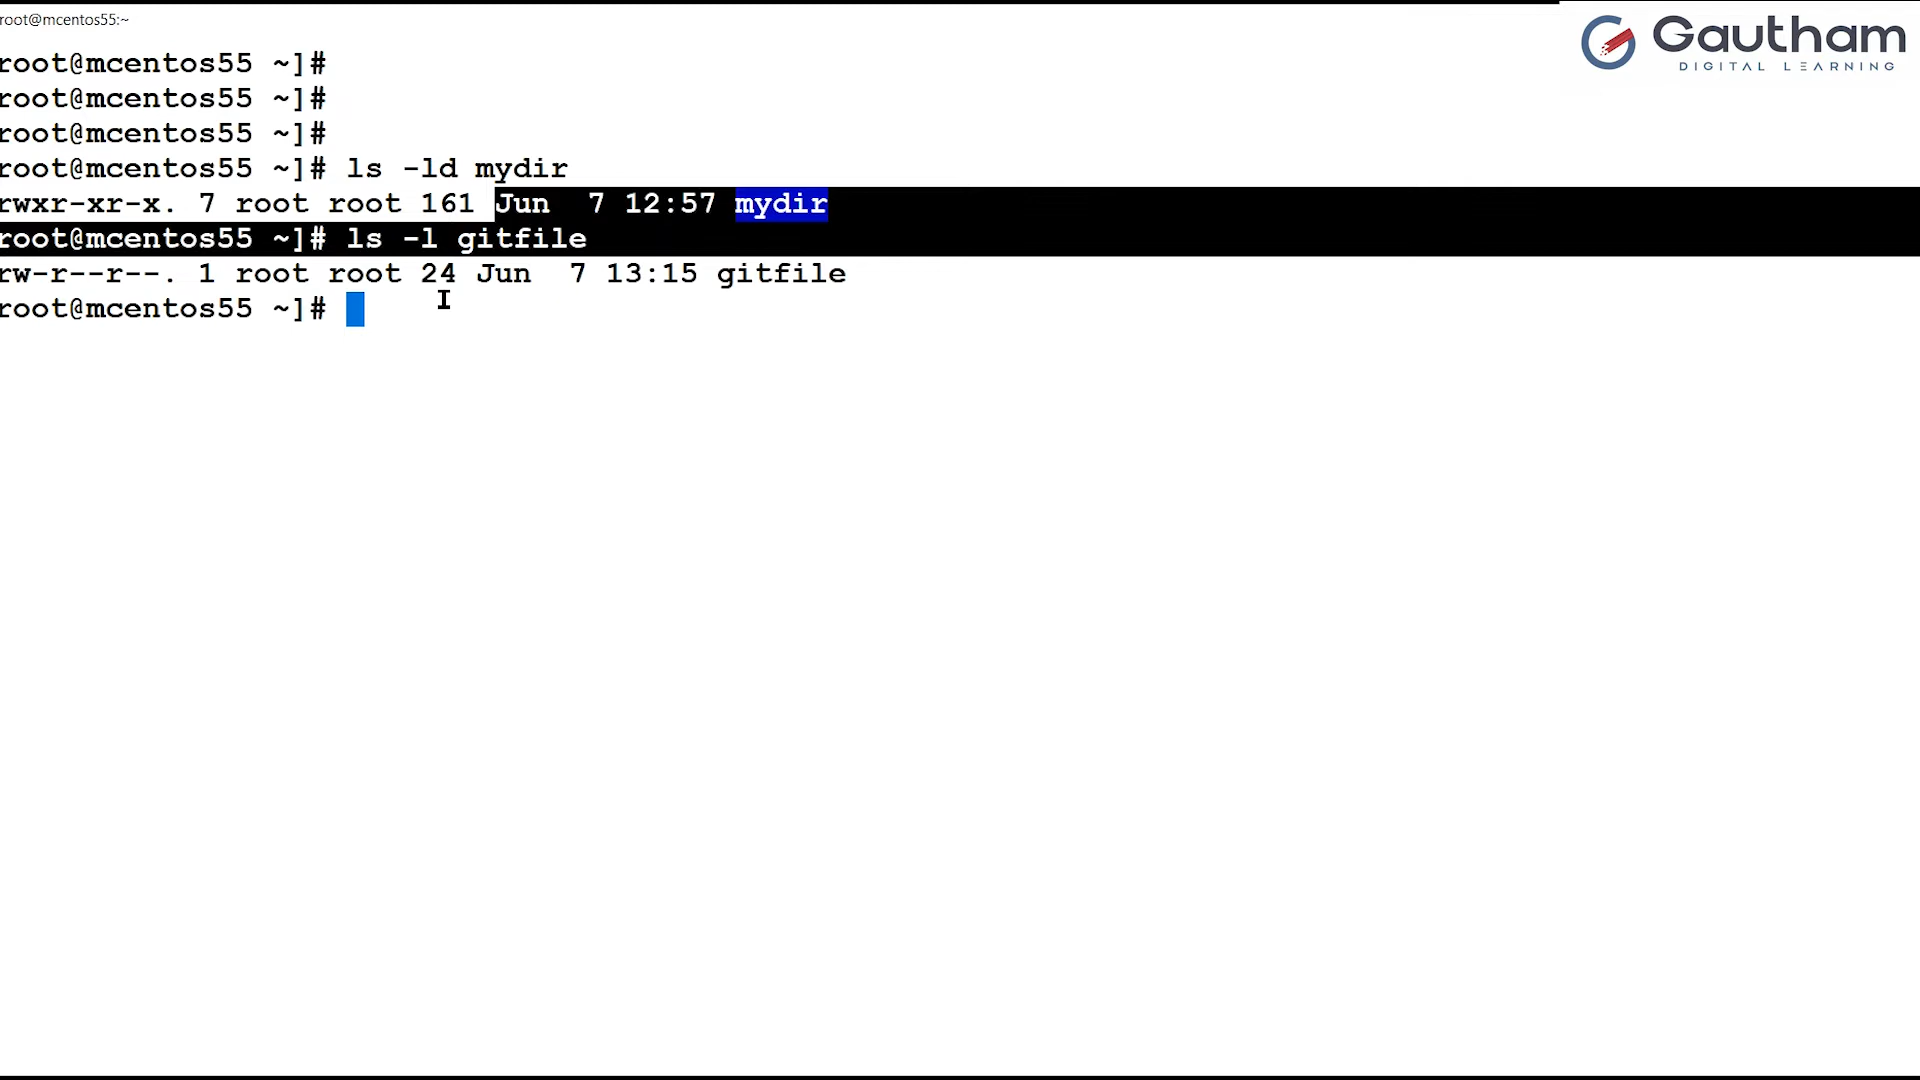 root@mcentos55:~
Gautham
DIGITAL LEARNING
root@mcentos55 ~]#
root@mcentos55 ~]#
root@mcentos55 ~]#
root@mcentos55 ~]# ls -ld mydir
rwxr-xr-x. 7 root root 161 Jun  7 12:57 mydir
root@mcentos55 ~]# ls -l gitfile
rw-r--r--. 1 root root 24 Jun  7 13:15 gitfile
root@mcentos55 ~]#